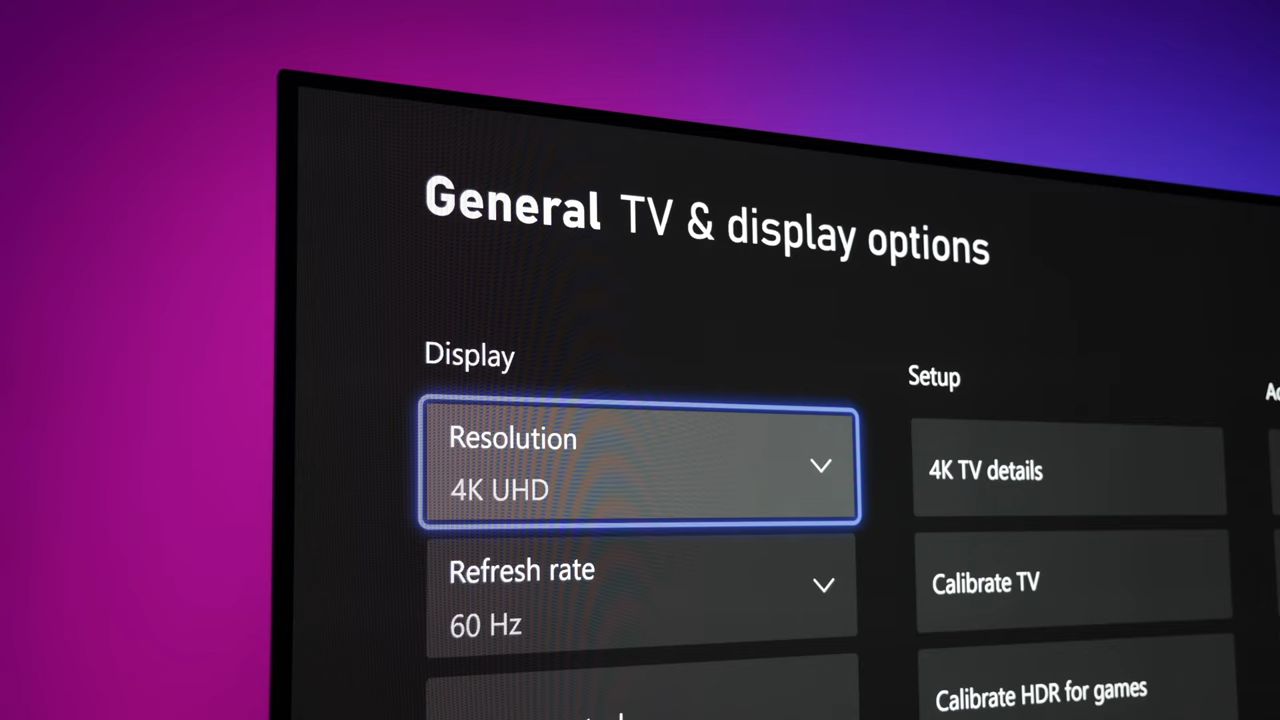 General TV & display options
Display
Resolution
4K UHD
Refresh rate
60 Hz
Setup
4K TV details
Calibrate TV
Calibrate HDR for games